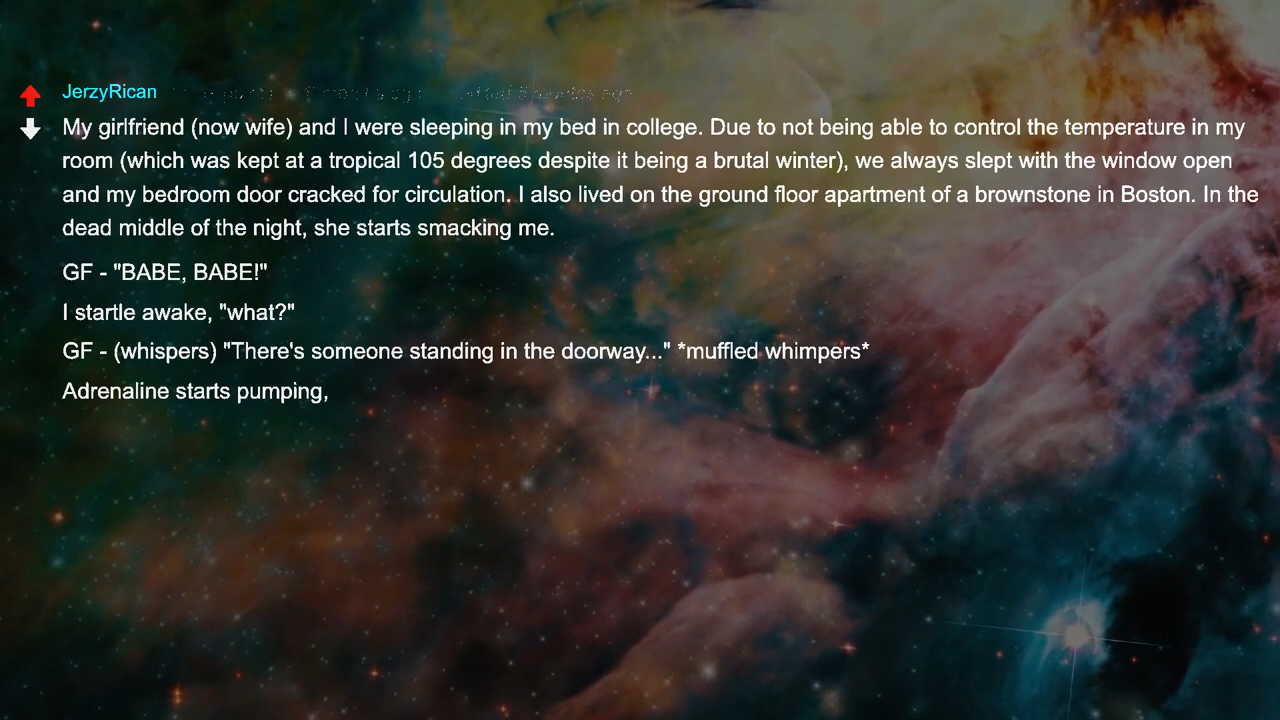 JerzyRican
My girlfriend (now wife) and I were sleeping in my bed in college. Due to not being able to control the temperature in my
room (which was kept at a tropical 105 degrees despite it being a brutal winter), we always slept with the window open
and my bedroom door cracked for circulation. I also lived on the ground floor apartment of a brownstone in Boston. In the
dead middle of the night, she starts smacking me.
GF - "BABE, BABE!"
I startle awake, "what?"
GF - (whispers) "There's someone standing in the doorway..." *muffled whimpers*
Adrenaline starts pumping,